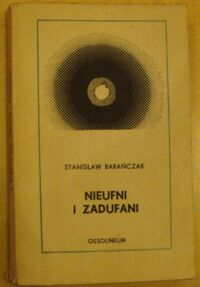 STANISŁAW BARAŃCZAK
NIEUFNI
I ZADUFANI
OSSOLINEUM